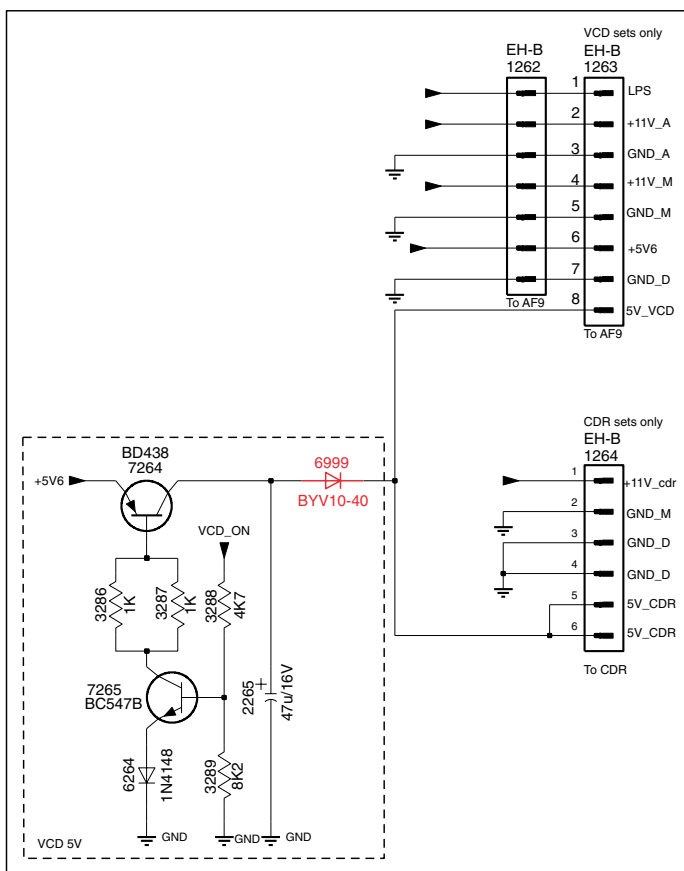 VCD sets only
EH-B
1262
EH-B
1263
1
LPS
2
+11V_A
3
GND_A
4
+11V_M
5
GND_M
6
+5V6
7
GND_D
8
5V_VCD
To AF9
To AF9
CDR sets only
EH-B
1264
1
+11V_cdr
2
GND_M
3
GND_D
4
GND_D
5
5V_CDR
6
5V_CDR
To CDR
BD438
7264
+5V6
6999
BYV10-40
VCD_ON
3286
1K
3287
1K
3288
4K7
7265
BC547B
2265
+
47u/16V
6264
1N4148
3289
8K2
GND
GND
GND
VCD 5V